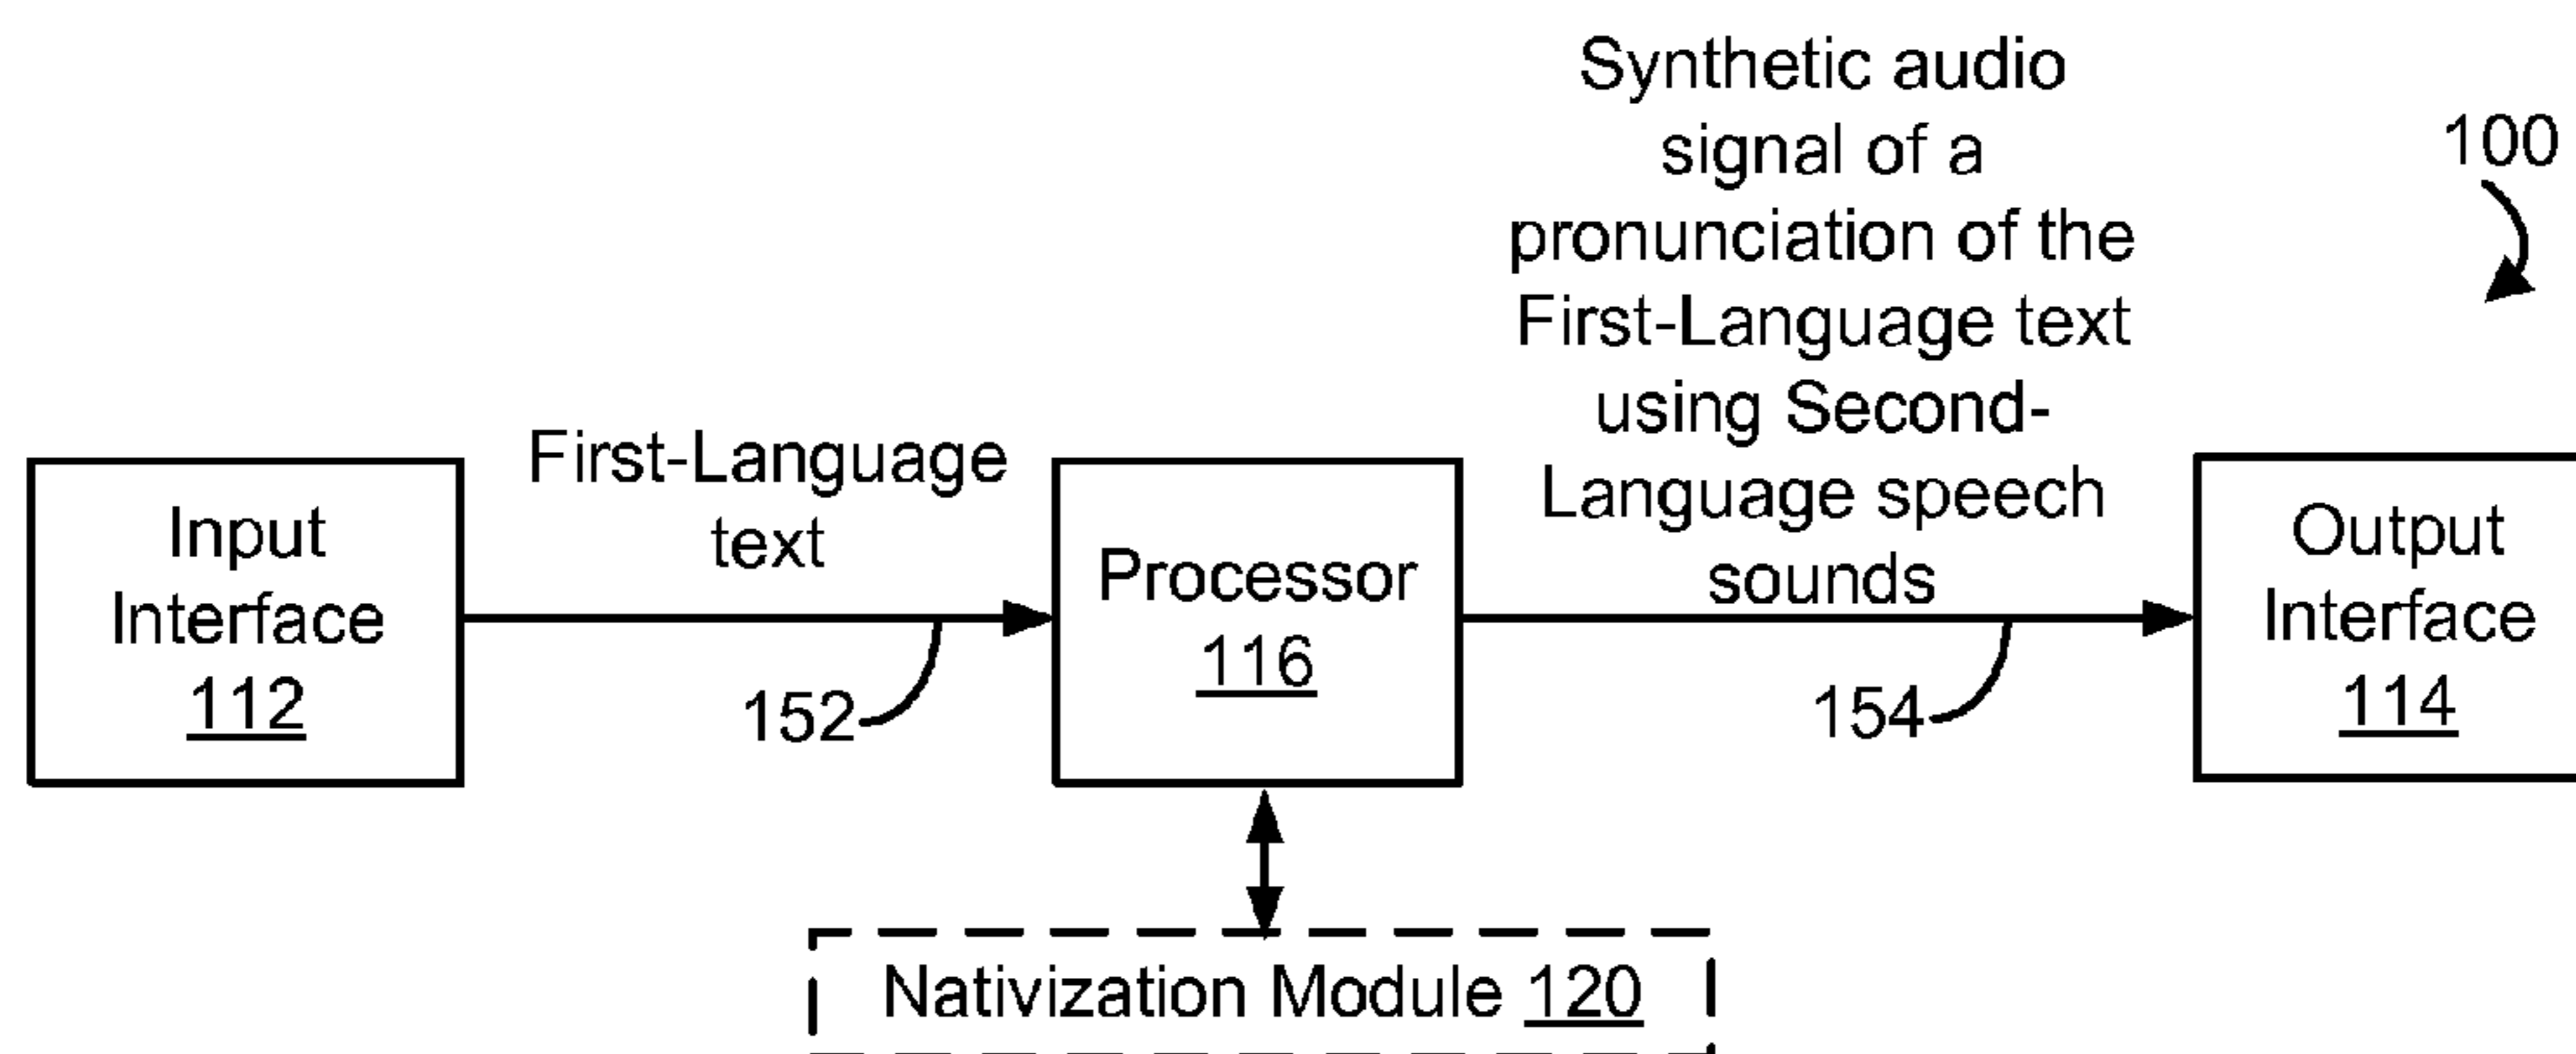 Synthetic audio
signal of a
pronunciation of the
First-Language text
using Second-
Language speech
sounds
100
First-Language
text
Input
Interface
112
Processor
116
Output
Interface
114
152
154
Nativization Module 120